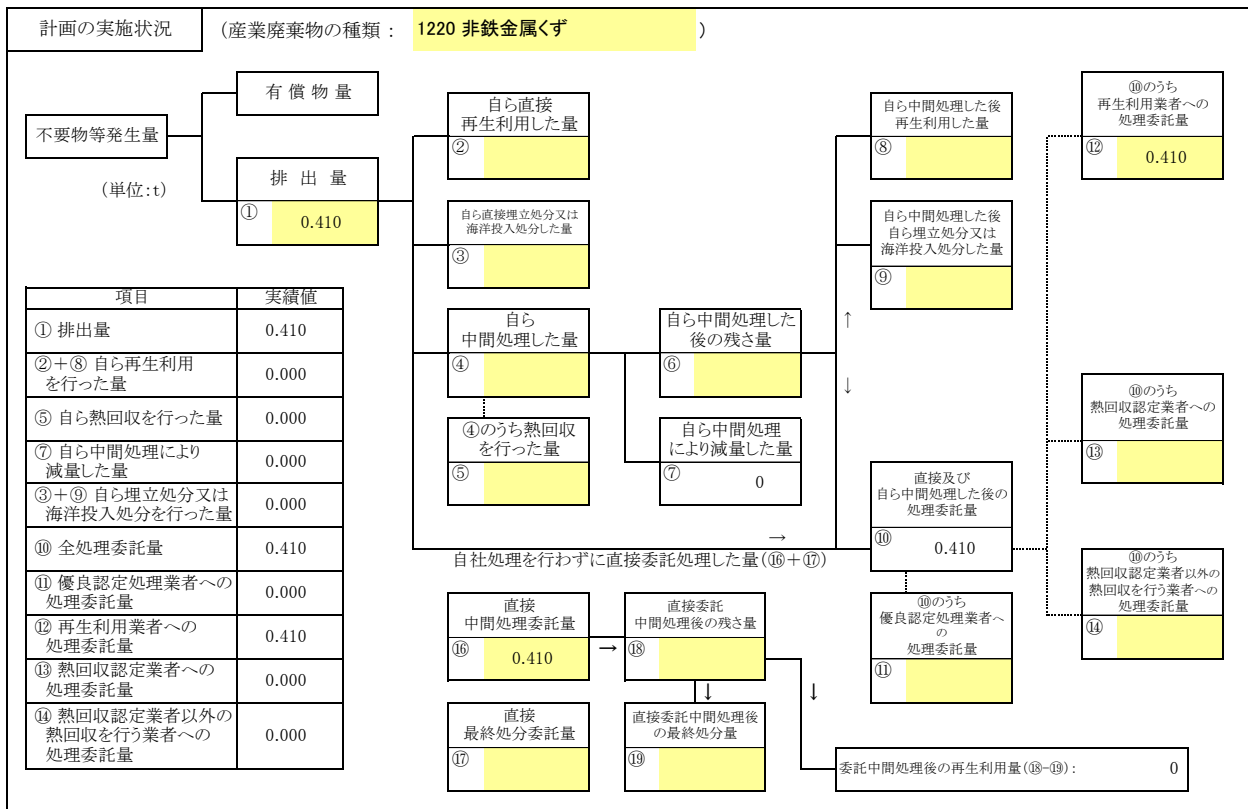 計画の実施状況
(産業廃棄物の種類： 1220 非鉄金属くず )
不要物等発生量
(単位:t)
有 償 物 量
排 出 量
① 0.410
自ら直接
再生利用した量
②
自ら直接埋立処分又は
海洋投入処分した量
③
自ら
中間処理した量
④
④のうち熱回収
を行った量
⑤
自ら中間処理した
後の残さ量
⑥
自ら中間処理
により減量した量
⑦ 0
自ら中間処理した後
再生利用した量
⑧
自ら中間処理した後
自ら埋立処分又は
海洋投入処分した量
⑨
↑
↓
直接及び
自ら中間処理した後の
処理委託量
⑩ 0.410
⑩のうち
優良認定処理業者へ
の
処理委託量
⑪
⑩のうち
再生利用業者への
処理委託量
⑫ 0.410
⑩のうち
熱回収認定業者への
処理委託量
⑬
⑩のうち
熱回収認定業者以外の
熱回収を行う業者への
処理委託量
⑭
→
自社処理を行わずに直接委託処理した量(⑯＋⑰)
直接
中間処理委託量
⑯ 0.410
→
直接委託
中間処理後の残さ量
⑱
↓
↓
直接
最終処分委託量
⑰
直接委託中間処理後
の最終処分量
⑲
委託中間処理後の再生利用量(⑱-⑲)： 0
項目 実績値
① 排出量 0.410
②＋⑧ 自ら再生利用
を行った量 0.000
⑤ 自ら熱回収を行った量 0.000
⑦ 自ら中間処理により
減量した量 0.000
③＋⑨ 自ら埋立処分又は
海洋投入処分を行った量 0.000
⑩ 全処理委託量 0.410
⑪ 優良認定処理業者への
処理委託量 0.000
⑫ 再生利用業者への
処理委託量 0.410
⑬ 熱回収認定業者への
処理委託量 0.000
⑭ 熱回収認定業者以外の
熱回収を行う業者への
処理委託量 0.000